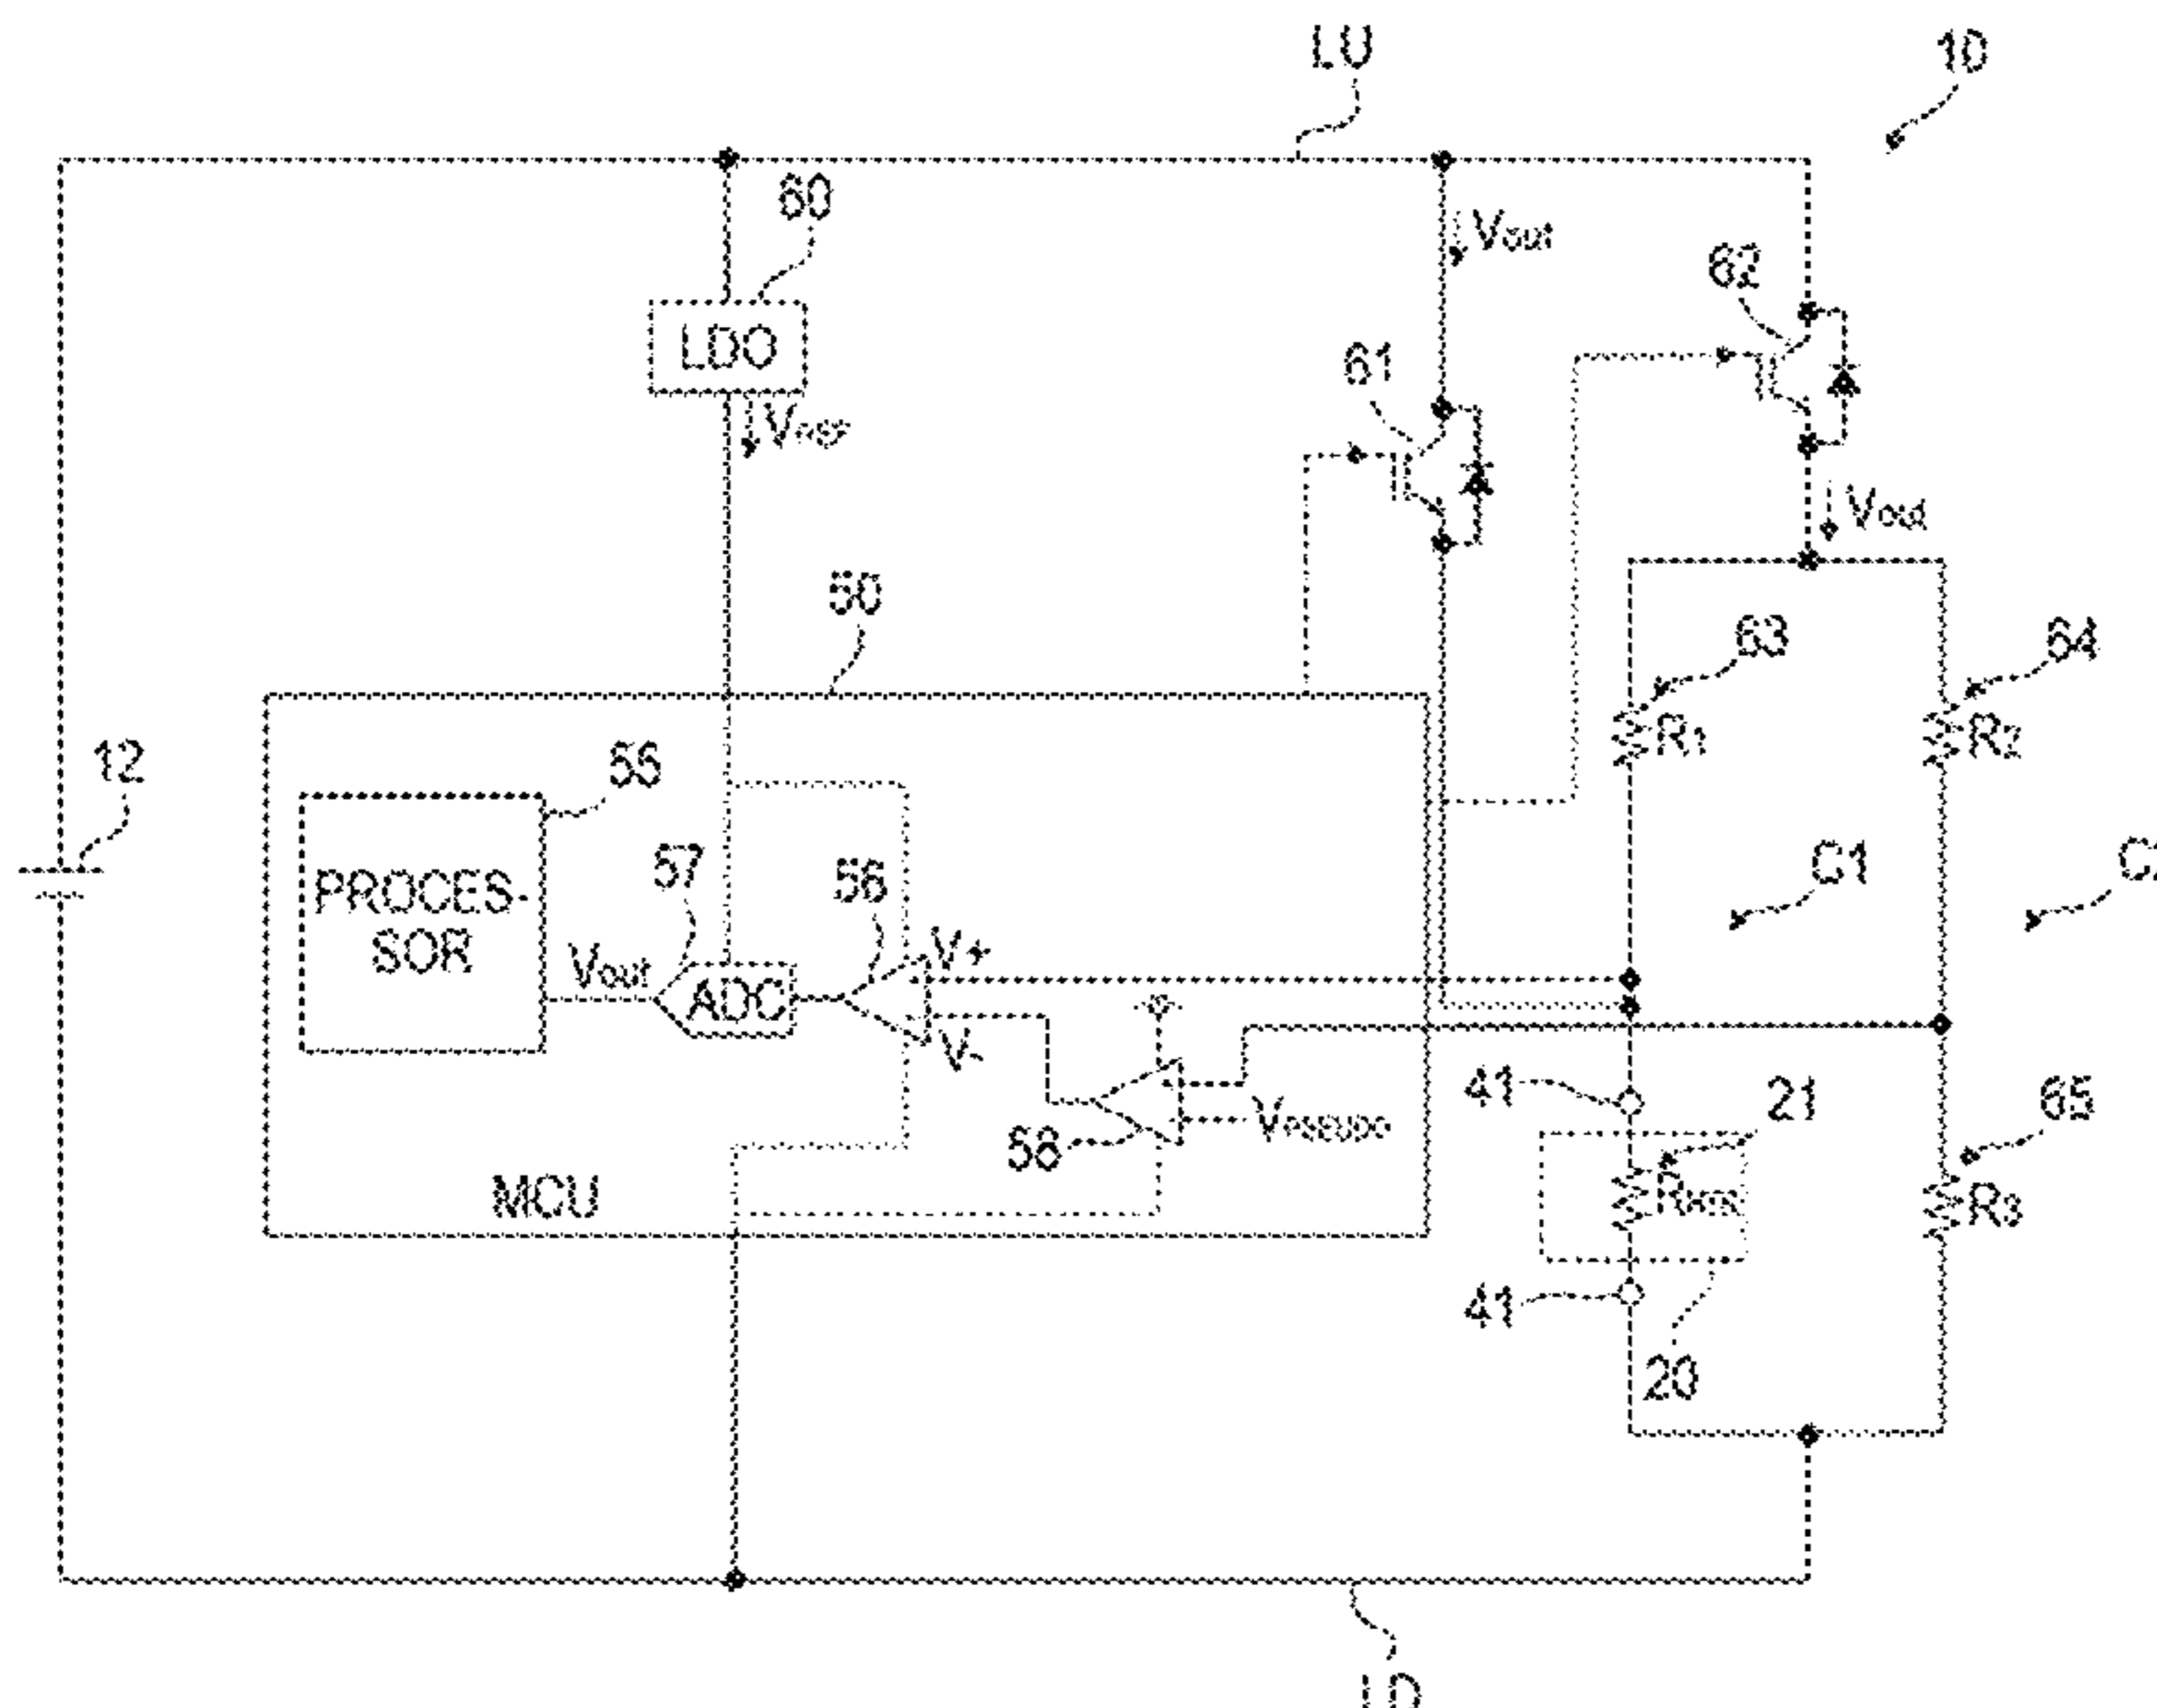 LU
10
60
Vout
62
LDO
61
VREF
Vout
50
63
64
R1
R2
12
55
57
56
C1
PROCES-
SOR
Vout
ADC
V+
V-
41
21
65
58
VPSEUDO
MCU
RHTR
R3
41
20
LD